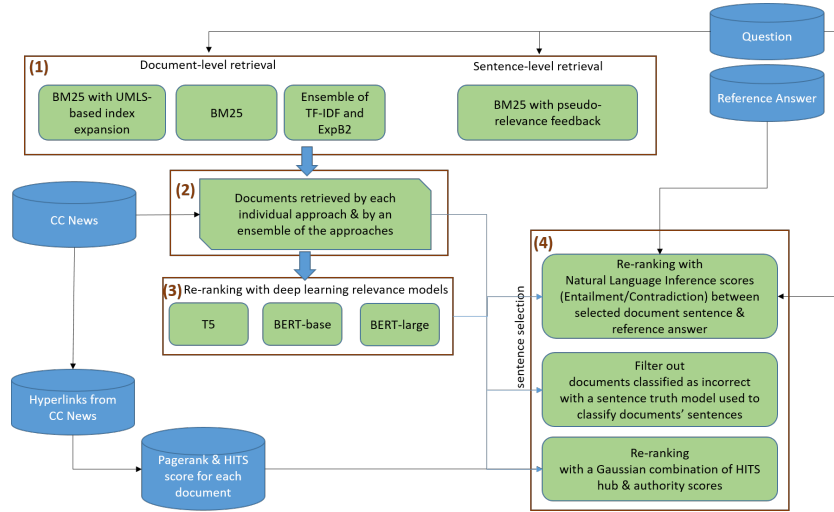 Question
Reference Answer
(1)
Document-level retrieval
Sentence-level retrieval
BM25 with UMLS-
based index
expansion
BM25
Ensemble of
TF-IDF and
ExpB2
BM25 with pseudo-
relevance feedback
(2)
Documents retrieved by each
individual approach & by an
ensemble of the approaches
CC News
(3) Re-ranking with deep learning relevance models
T5
BERT-base
BERT-large
Hyperlinks from
CC News
Pagerank & HITS
score for each
document
sentence selection
(4)
Re-ranking with
Natural Language Inference scores
(Entailment/Contradiction) between
selected document sentence &
reference answer
Filter out
documents classified as incorrect
with a sentence truth model used to
classify documents’ sentences
Re-ranking
with a Gaussian combination of HITS
hub & authority scores